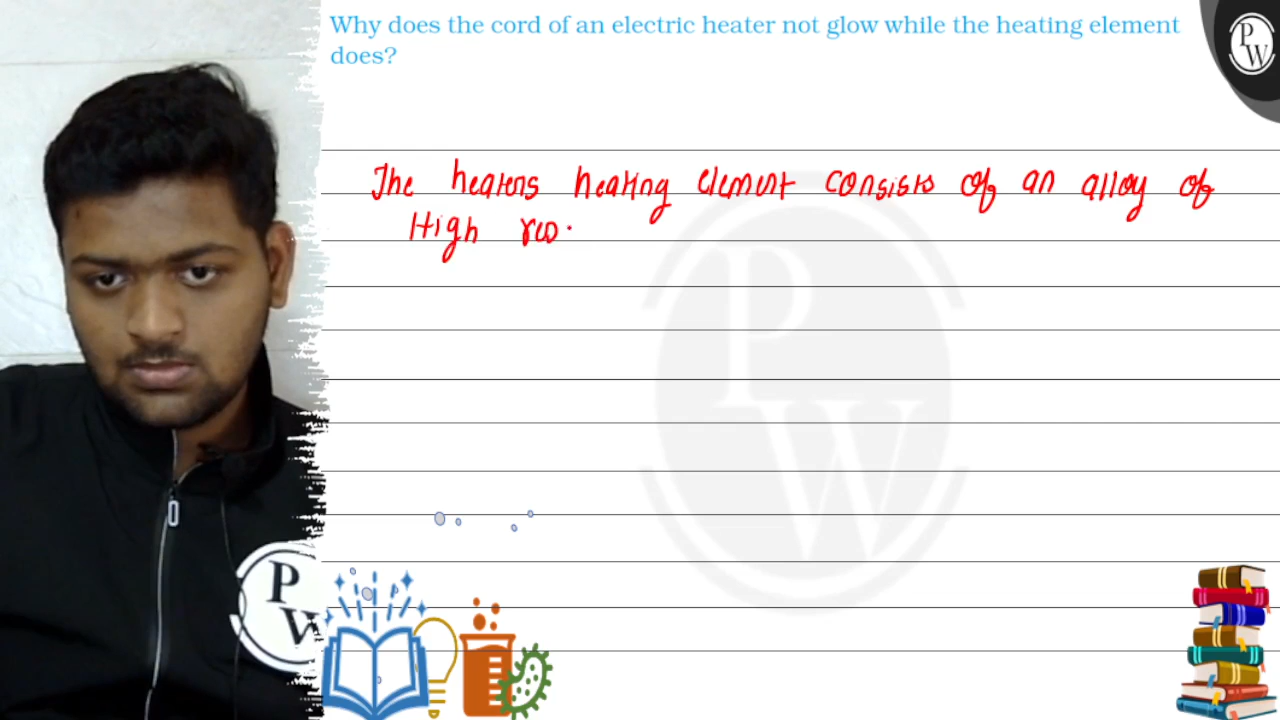 Why does the cord of an electric heater not glow while the heating element
does?
P
W
The heaters heating element consists of an alloy of
High
P
W
P
W